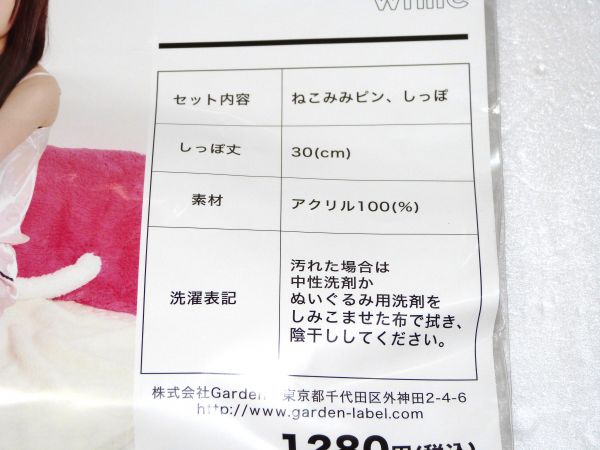 white
セット内容 ねこみみピン、しっぽ
しっぽ丈 30(cm)
素材 アクリル100(%)
洗濯表記 汚れた場合は
中性洗剤か
ぬいぐるみ用洗剤を
しみこませた布で拭き、
陰干ししてください。
株式会社Garden 東京都千代田区外神田2-4-6
http://www.garden-label.com
1280円(税込)